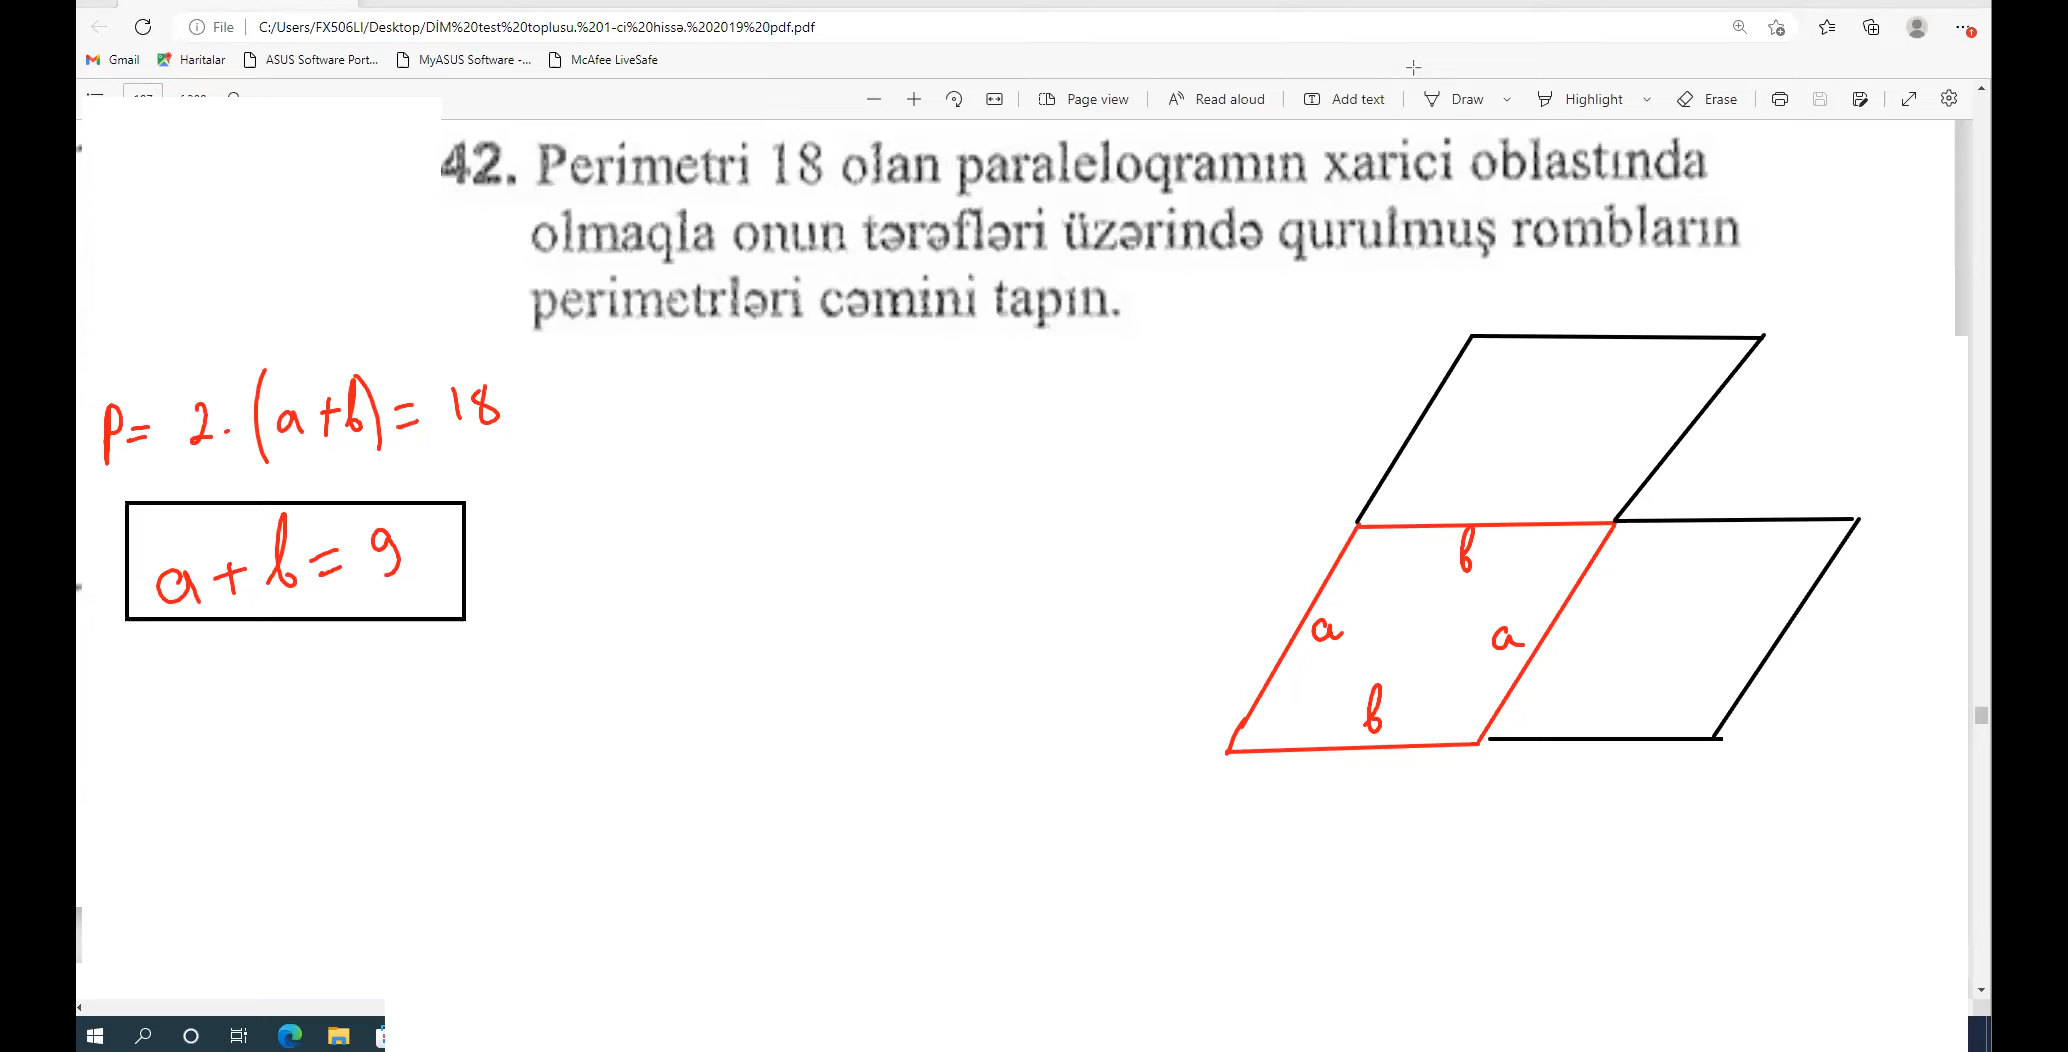 File C:/Users/FX506LI/Desktop/DİM%20test%20toplusu.%201-ci%20hissə.%202019%20pdf.pdf
Gmail Haritalar ASUS Software Port... MyASUS Software -... McAfee LiveSafe
Page view Read aloud Add text Draw Highlight Erase
42. Perimetri 18 olan paraleloqramın xarici oblastında
olmaqla onun tərəfləri üzərində qurulmuş rombların
perimetrləri cəmini tapın.
P= 2. (a+b)= 18
a+b=9
b
a
a
b